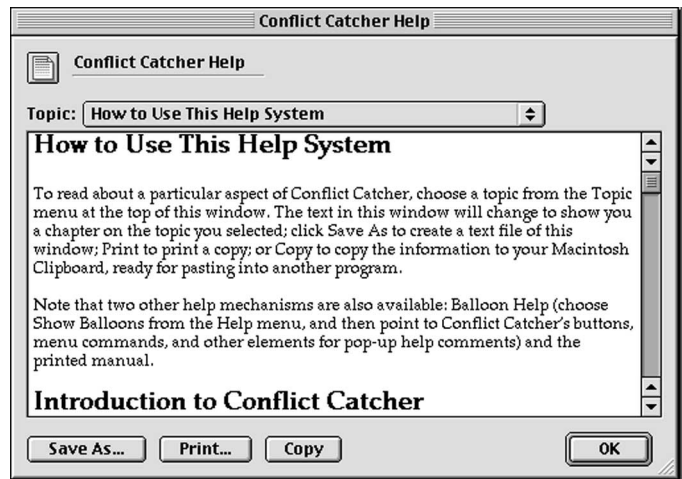 Conflict Catcher Help
Conflict Catcher Help
Topic: How to Use This Help System
How to Use This Help System
To read about a particular aspect of Conflict Catcher, choose a topic from the Topic
menu at the top of this window. The text in this window will change to show you
a chapter on the topic you selected; click Save As to create a text file of this
window; Print to print a copy; or Copy to copy the information to your Macintosh
Clipboard, ready for pasting into another program.
Note that two other help mechanisms are also available: Balloon Help (choose
Show Balloons from the Help menu, and then point to Conflict Catcher's buttons,
menu commands, and other elements for pop-up help comments) and the
printed manual.
Introduction to Conflict Catcher
Save As... Print... Copy OK